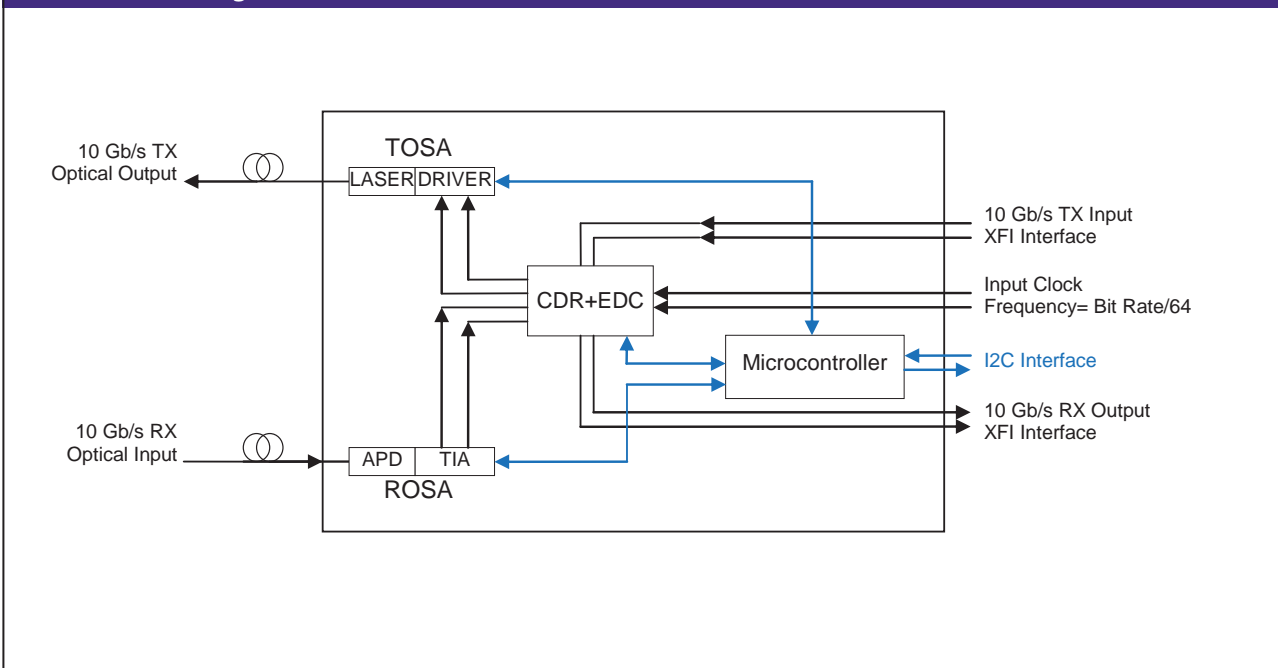 10 Gb/s TX
Optical Output
TOSA
LASER DRIVER
10 Gb/s TX Input
XFI Interface
CDR+EDC
Input Clock
Frequency= Bit Rate/64
Microcontroller
I2C Interface
10 Gb/s RX Output
XFI Interface
10 Gb/s RX
Optical Input
APD TIA
ROSA